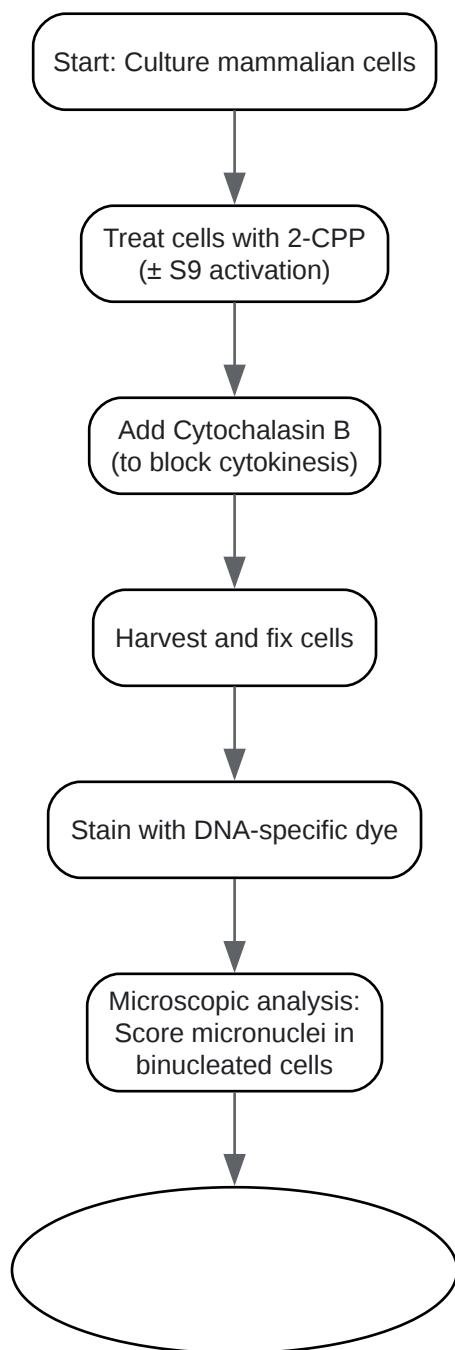 Start: Culture mammalian cells
Treat cells with 2-CPP
(± S9 activation)
Add Cytochalasin B
(to block cytokinesis)
Harvest and fix cells
Stain with DNA-specific dye
Microscopic analysis:
Score micronuclei in
binucleated cells